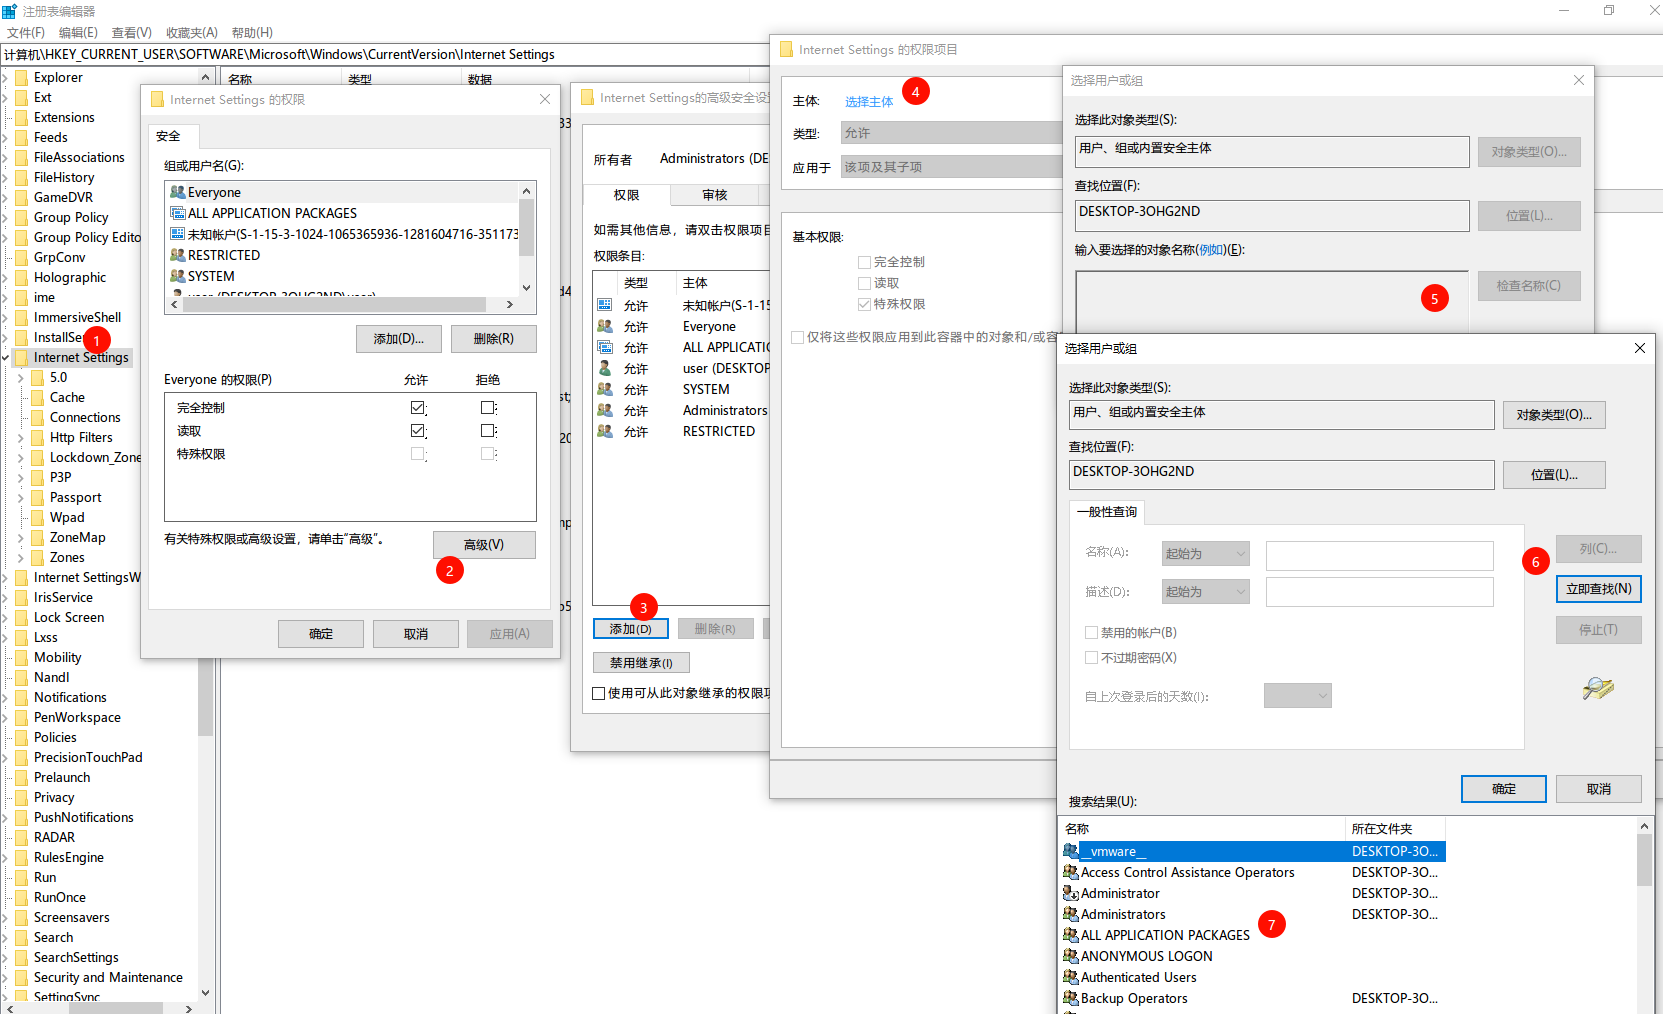 注册表编辑器
文件(F) 编辑(E) 查看(V) 收藏夹(A) 帮助(H)
计算机\HKEY_CURRENT_USER\SOFTWARE\Microsoft\Windows\CurrentVersion\Internet Settings
Explorer
Ext
Extensions
Feeds
FileAssociations
FileHistory
GameDVR
Group Policy
Group Policy Edito
GrpConv
Holographic
ime
ImmersiveShell
InstallSe
1
Internet Settings
5.0
Cache
Connections
Http Filters
Lockdown_Zone
P3P
Passport
Wpad
ZoneMap
Zones
Internet SettingsW
IrisService
Lock Screen
Lxss
Mobility
Nandl
Notifications
PenWorkspace
Policies
PrecisionTouchPad
Prelaunch
Privacy
PushNotifications
RADAR
RulesEngine
Run
RunOnce
Screensavers
Search
SearchSettings
Security and Maintenance
SettingSync
名称 类型 数据
Internet Settings 的权限
安全
组或用户名(G):
Everyone
ALL APPLICATION PACKAGES
未知帐户(S-1-15-3-1024-1065365936-1281604716-351173
RESTRICTED
SYSTEM
user (DESKTOP-3OHG2ND\user)
添加(D)... 删除(R)
Everyone 的权限(P) 允许 拒绝
完全控制
读取
特殊权限
有关特殊权限或高级设置，请单击"高级"。
高级(V)
2
确定 取消 应用(A)
33
d4
st;
20
mp
b5
Internet Settings的高级安全设置
所有者 Administrators (DE
权限 审核
如需其他信息，请双击权限项目
权限条目:
类型 主体
允许 未知帐户(S-1-15
允许 Everyone
允许 ALL APPLICATIO
允许 user (DESKTOP
允许 SYSTEM
允许 Administrators
允许 RESTRICTED
3
添加(D) 删除(R)
禁用继承(I)
使用可从此对象继承的权限项
Internet Settings 的权限项目
主体: 选择主体
4
类型: 允许
应用于 该项及其子项
基本权限:
完全控制
读取
特殊权限
仅将这些权限应用到此容器中的对象和/或容
选择用户或组
选择此对象类型(S):
用户、组或内置安全主体
对象类型(O)...
查找位置(F):
DESKTOP-3OHG2ND
位置(L)...
输入要选择的对象名称(例如)(E):
检查名称(C)
5
选择用户或组
选择此对象类型(S):
用户、组或内置安全主体
对象类型(O)...
查找位置(F):
DESKTOP-3OHG2ND
位置(L)...
一般性查询
名称(A): 起始为
描述(D): 起始为
禁用的帐户(B)
不过期密码(X)
自上次登录后的天数(I):
列(C)...
6
立即查找(N)
停止(T)
确定 取消
搜索结果(U):
名称 所在文件夹
__vmware__ DESKTOP-3O...
Access Control Assistance Operators DESKTOP-3O...
Administrator DESKTOP-3O...
Administrators DESKTOP-3O...
7
ALL APPLICATION PACKAGES
ANONYMOUS LOGON
Authenticated Users
Backup Operators DESKTOP-3O...